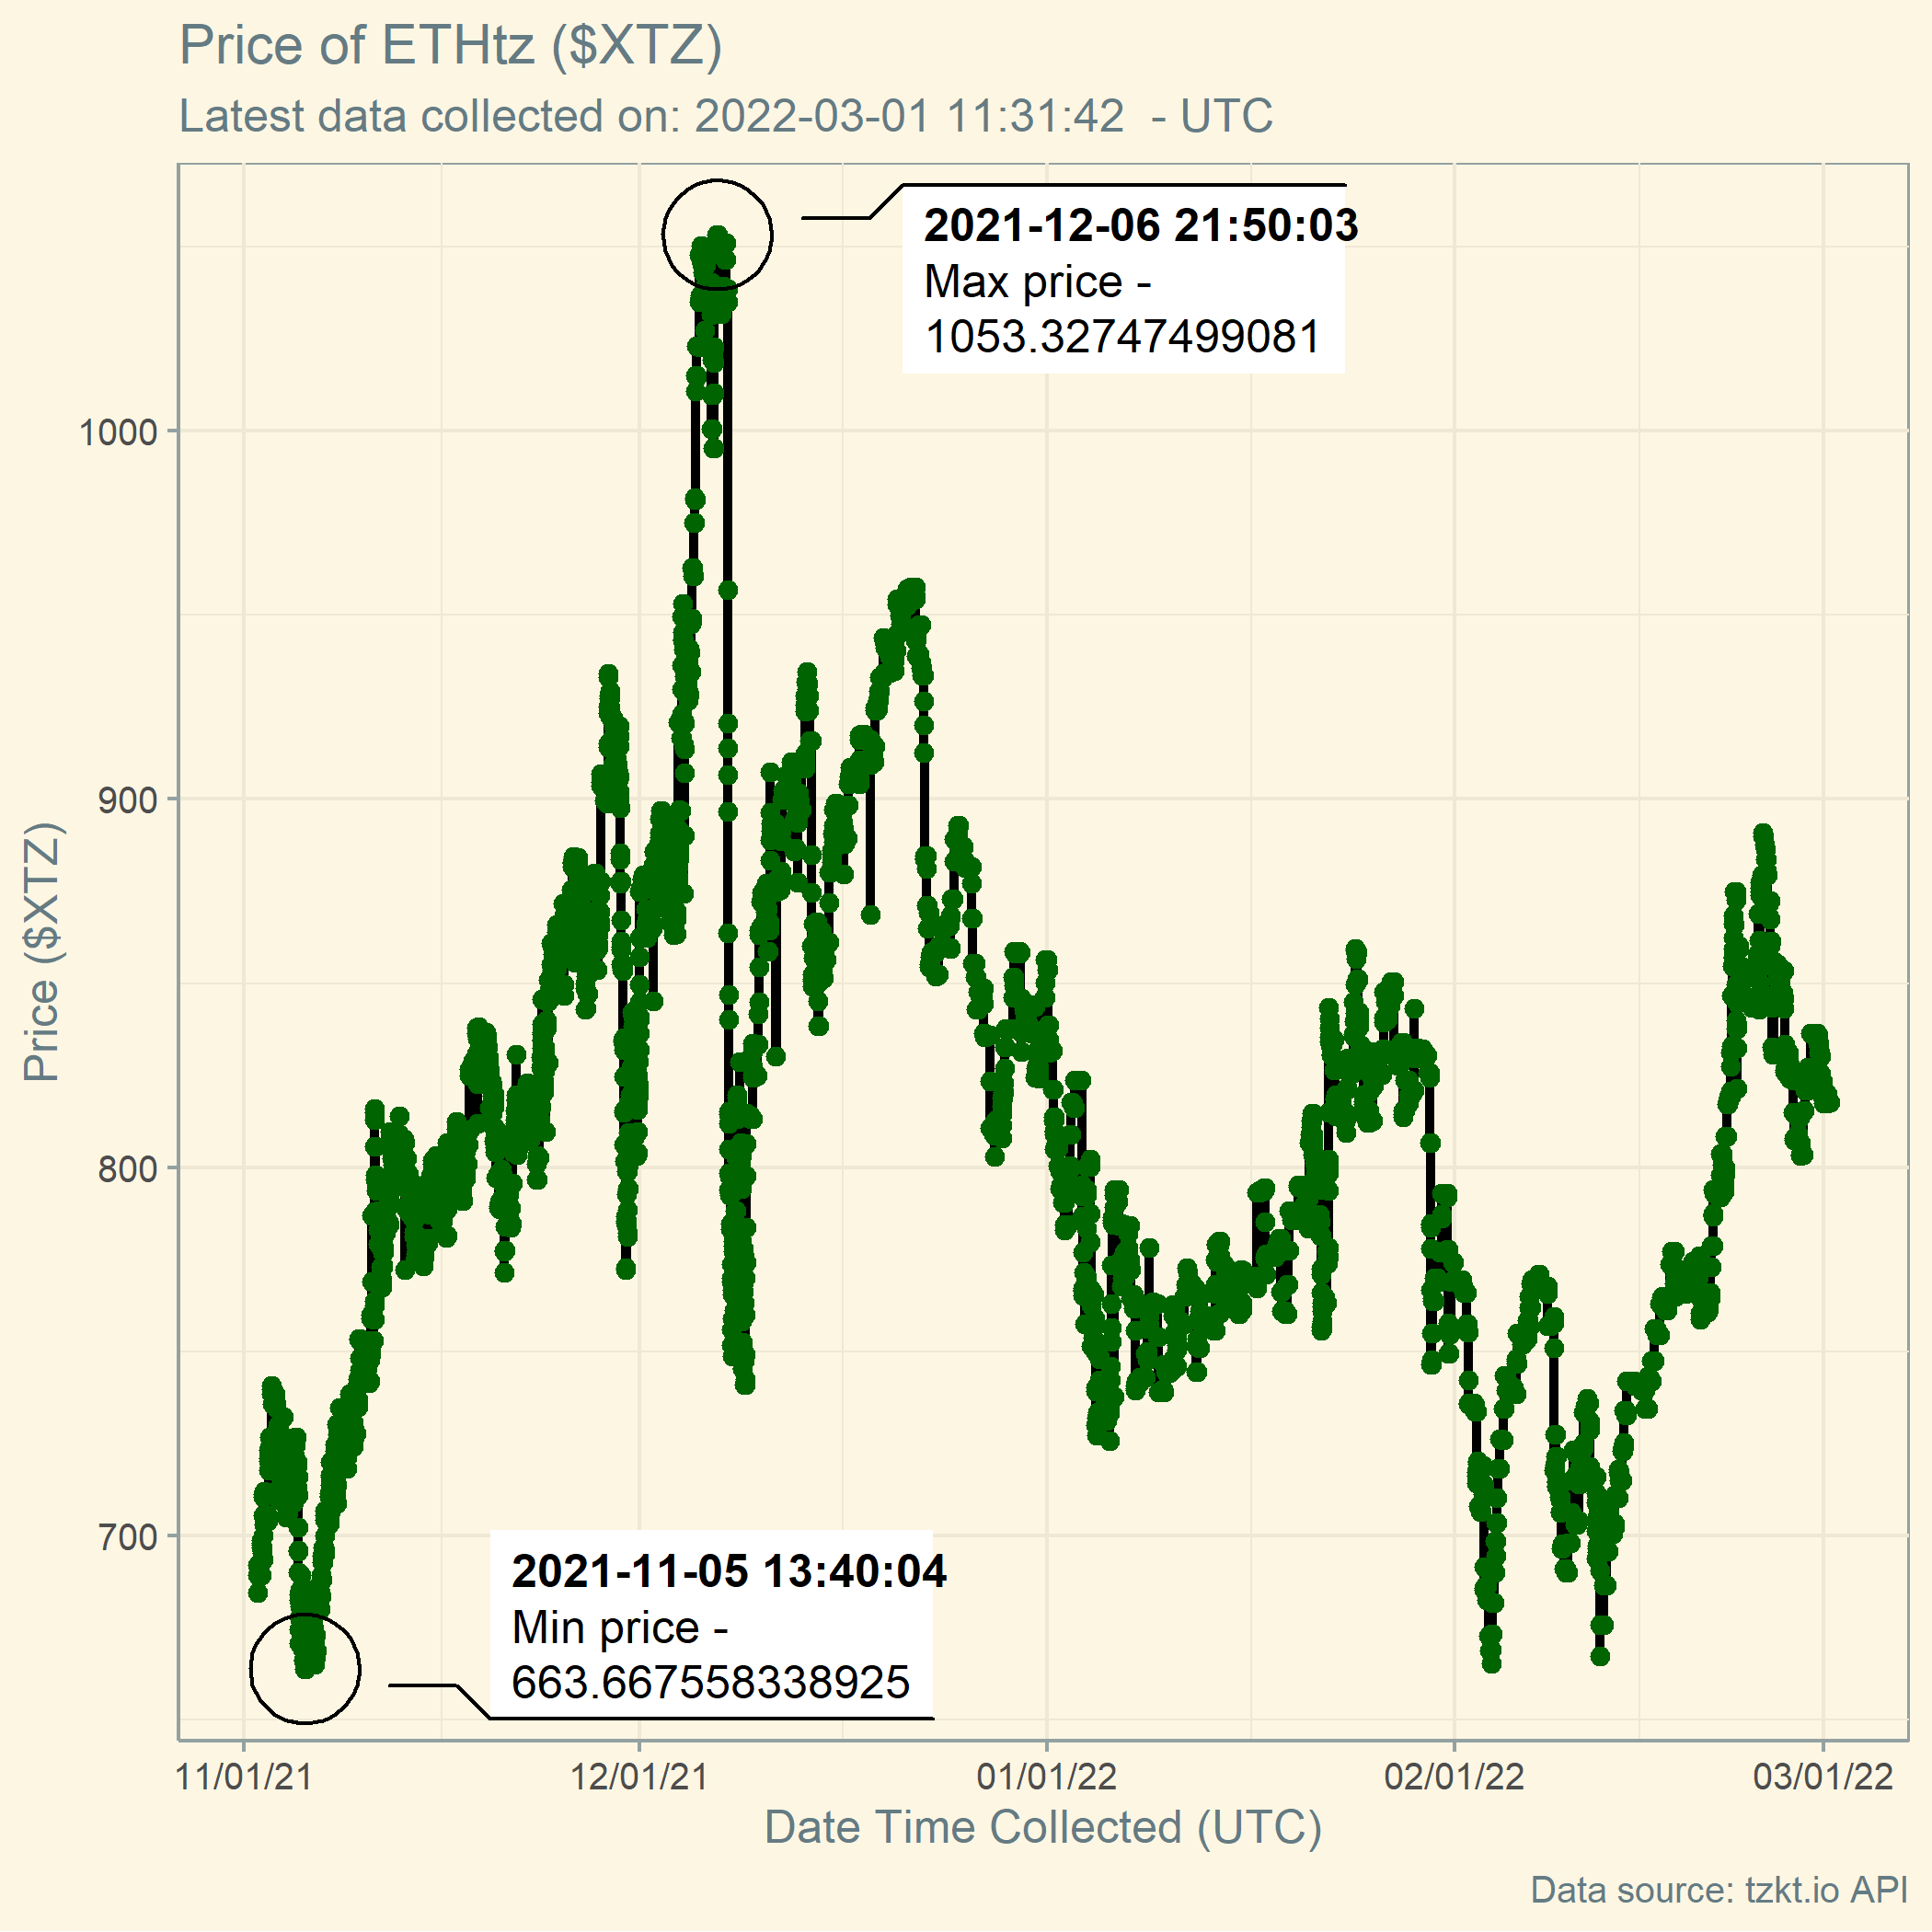 Price of ETHtz ($XTZ)
Latest data collected on: 2022-03-01 11:31:42  - UTC
2021-12-06 21:50:03
Max price -
1053.32747499081
1000
900
800
700
Price ($XTZ)
2021-11-05 13:40:04
Min price -
663.667558338925
11/01/21
12/01/21
01/01/22
02/01/22
03/01/22
Date Time Collected (UTC)
Data source: tzkt.io API